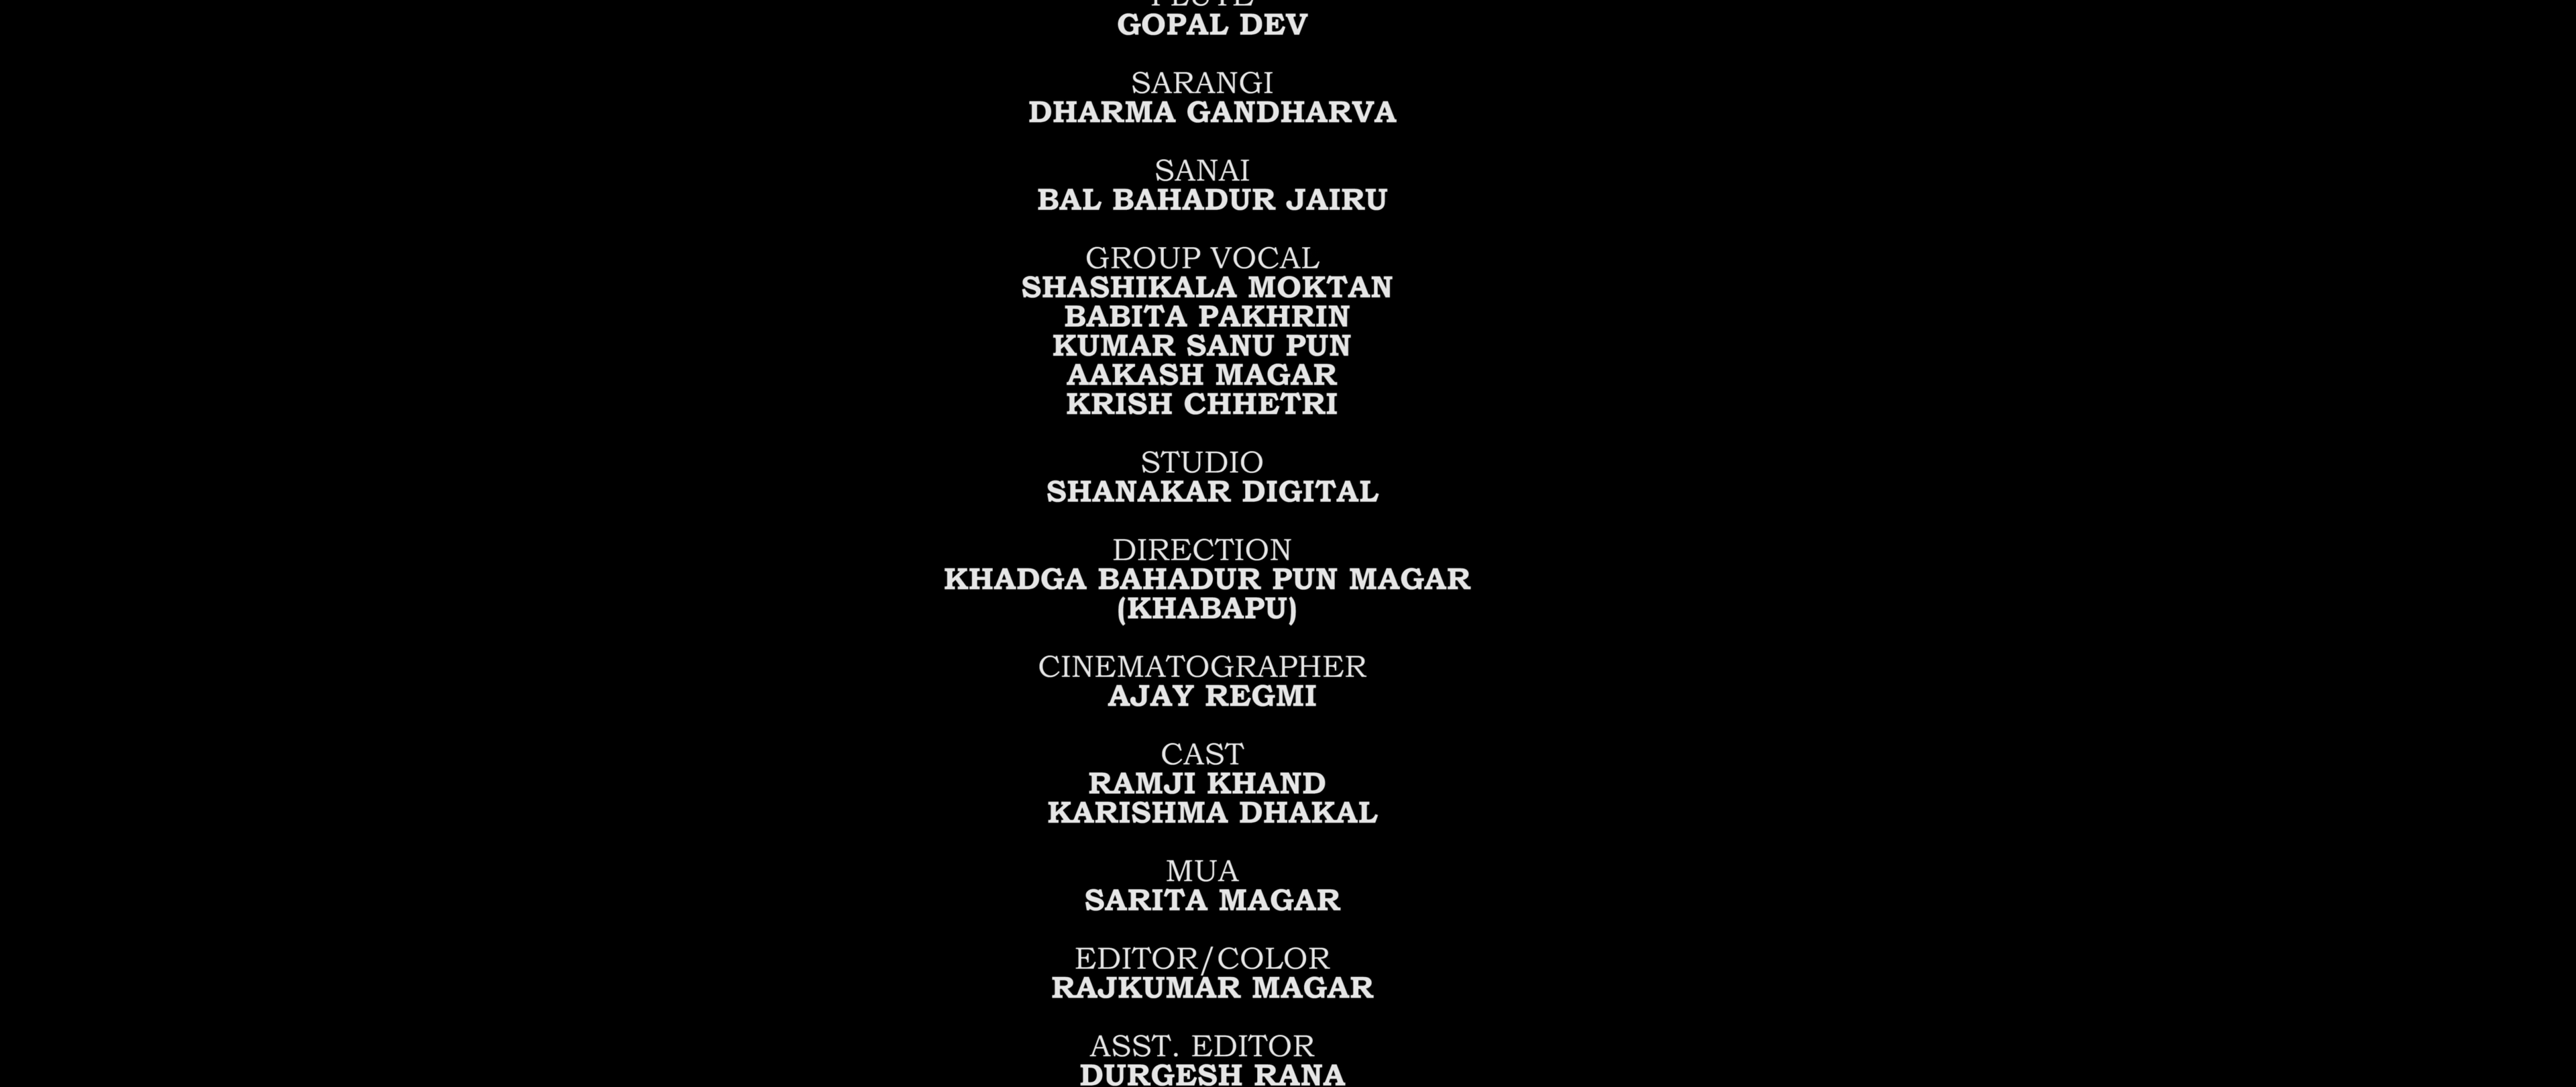 FLUTE
GOPAL DEV
SARANGI
DHARMA GANDHARVA
SANAI
BAL BAHADUR JAIRU
GROUP VOCAL
SHASHIKALA MOKTAN
BABITA PAKHRIN
KUMAR SANU PUN
AAKASH MAGAR
KRISH CHHETRI
STUDIO
SHANAKAR DIGITAL
DIRECTION
KHADGA BAHADUR PUN MAGAR
(KHABAPU)
CINEMATOGRAPHER
AJAY REGMI
CAST
RAMJI KHAND
KARISHMA DHAKAL
MUA
SARITA MAGAR
EDITOR/COLOR
RAJKUMAR MAGAR
ASST. EDITOR
DURGESH RANA